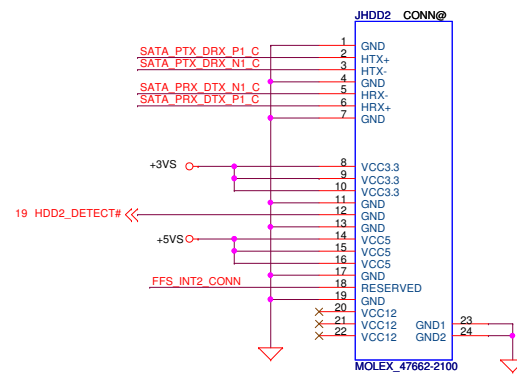 JHDD2 CONN@
1 GND
SATA_PTX_DRX_P1_C 2 HTX+
SATA_PTX_DRX_N1_C 3 HTX-
4 GND
SATA_PRX_DTX_N1_C 5 HRX-
SATA_PRX_DTX_P1_C 6 HRX+
7 GND
+3VS 8 VCC3.3
9 VCC3.3
10 VCC3.3
11 GND
19 HDD2_DETECT# 12 GND
13 GND
+5VS 14 VCC5
15 VCC5
16 VCC5
17 GND
FFS_INT2_CONN 18 RESERVED
19 GND
20 VCC12
21 VCC12 GND1 23
22 VCC12 GND2 24
MOLEX_47662-2100